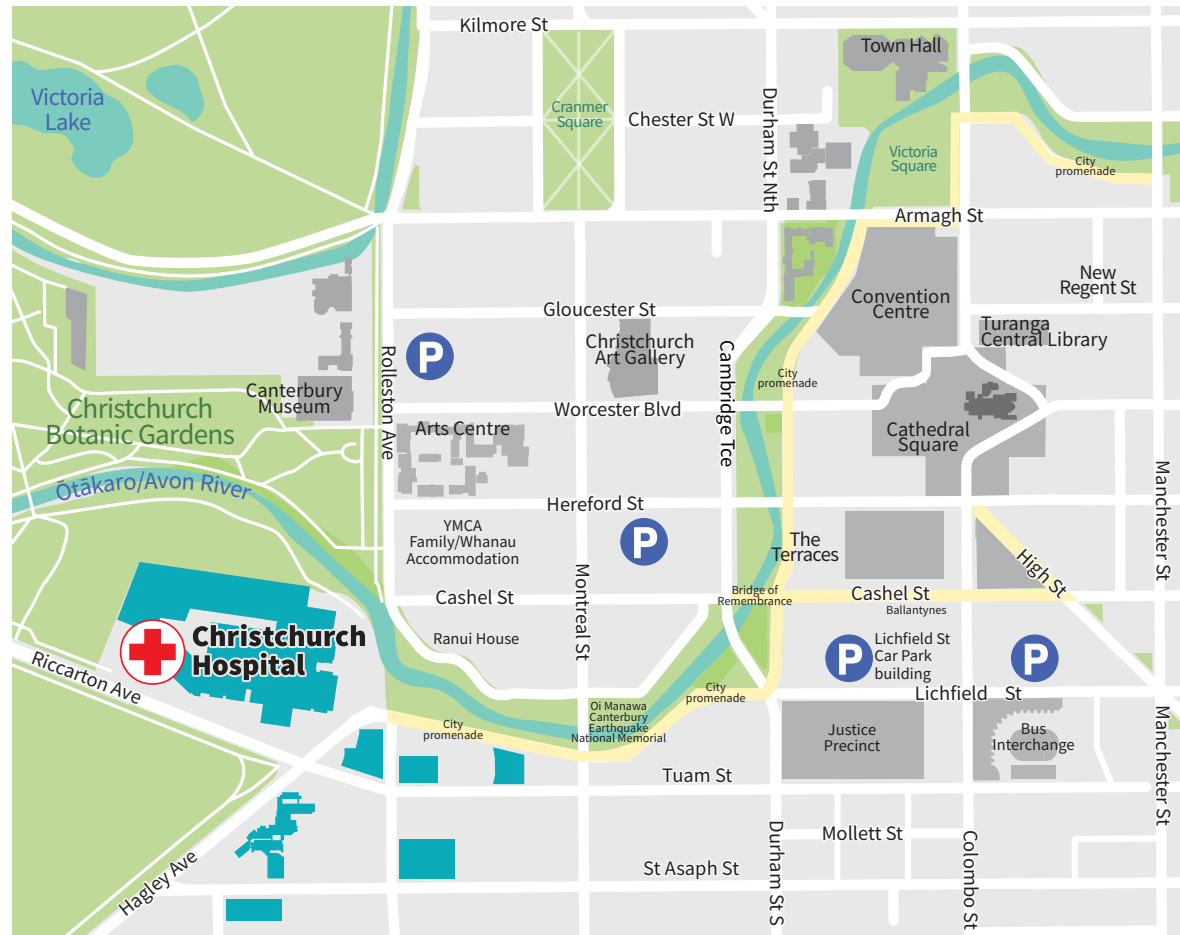 Kilmore St
Town Hall
Victoria
Lake
Cranmer
Square
Chester St W
Durham St Nth
Victoria
Square
City
promenade
Armagh St
New
Regent St
Convention
Centre
Gloucester St
Christchurch
Art Gallery
Turanga
Central Library
P
Rolleston Ave
Cambridge Tce
City
promenade
Canterbury
Museum
Worcester Blvd
Christchurch
Botanic Gardens
Arts Centre
Cathedral
Square
Ōtākaro/Avon River
Hereford St
Manchester St
YMCA
Family/Whanau
Accommodation
P
The
Terraces
High St
Montreal St
Bridge of
Remembrance
Cashel St
Cashel St
Ballantynes
Christchurch
Hospital
Ranui House
P
Lichfield St
Car Park
building
P
Riccarton Ave
Lichfield St
City
promenade
Oi Manawa
Canterbury
Earthquake
National Memorial
City
promenade
Justice
Precinct
Bus
Interchange
Manchester St
Tuam St
Mollett St
Durham St S
Colombo St
St Asaph St
Hagley Ave